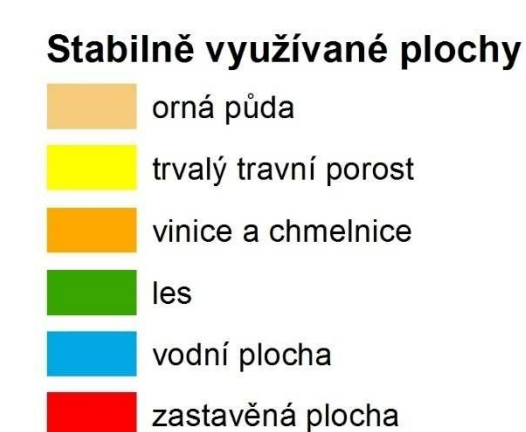 Stabilně využívané plochy
orná půda
trvalý travní porost
vinice a chmelnice
les
vodní plocha
zastavěná plocha